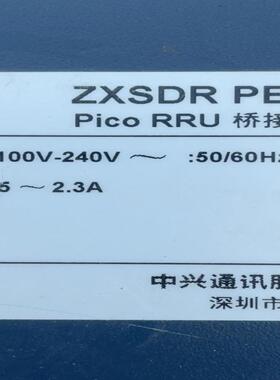 ZXSDR PE
Pico RRU 桥接
100V-240V ～ :50/60Hz
5 ～ 2.3A
中兴通讯股
深圳市